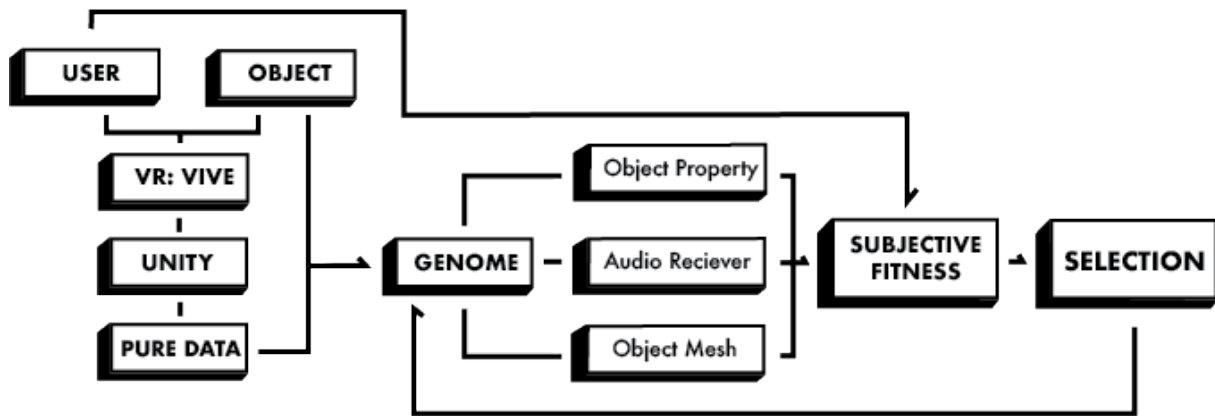 USER
OBJECT
VR: VIVE
UNITY
PURE DATA
GENOME
Object Property
Audio Reciever
Object Mesh
SUBJECTIVE
FITNESS
SELECTION